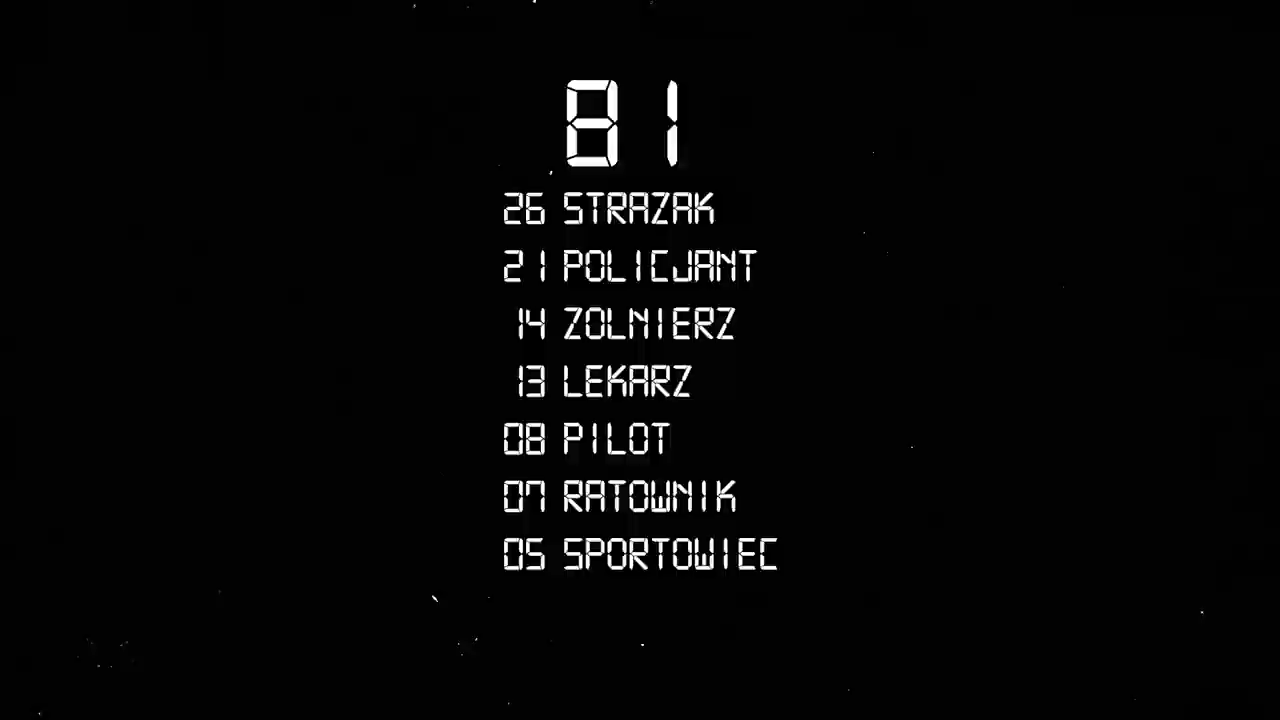 81
26 STRAZAK
21 POLICJANT
14 ZOLNIERZ
13 LEKARZ
08 PILOT
07 RATOWNIK
05 SPORTOWIEC